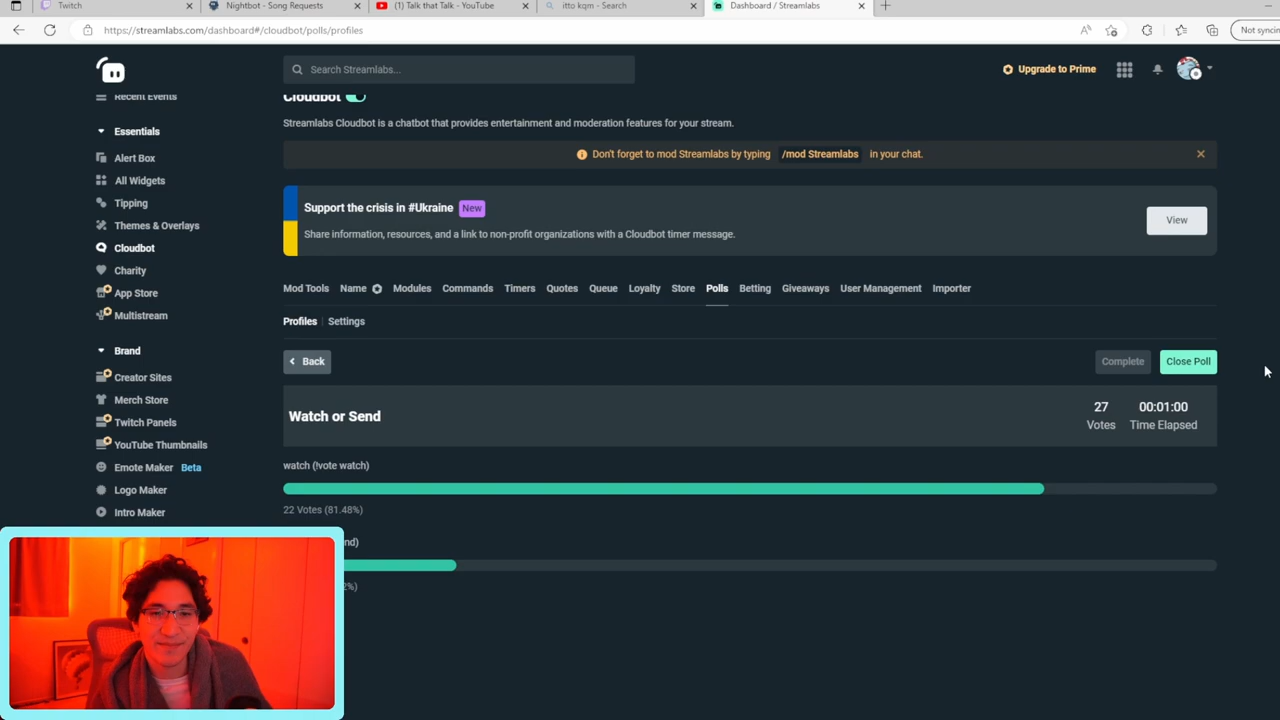 Twitch
Nightbot - Song Requests
(1) Talk that Talk - YouTube
itto kqm - Search
Dashboard / Streamlabs
https://streamlabs.com/dashboard#/cloudbot/polls/profiles
Not syncing
Search Streamlabs...
Upgrade to Prime
Recent Events
Essentials
Alert Box
All Widgets
Tipping
Themes & Overlays
Cloudbot
Charity
App Store
Multistream
Brand
Creator Sites
Merch Store
Twitch Panels
YouTube Thumbnails
Emote Maker Beta
Logo Maker
Intro Maker
Cloudbot
Streamlabs Cloudbot is a chatbot that provides entertainment and moderation features for your stream.
Don't forget to mod Streamlabs by typing /mod Streamlabs in your chat.
Support the crisis in #Ukraine New
Share information, resources, and a link to non-profit organizations with a Cloudbot timer message.
View
Mod Tools Name Modules Commands Timers Quotes Queue Loyalty Store Polls Betting Giveaways User Management Importer
Profiles Settings
Back
Complete Close Poll
Watch or Send
27 00:01:00
Votes Time Elapsed
watch (!vote watch)
22 Votes (81.48%)
nd)
2%)